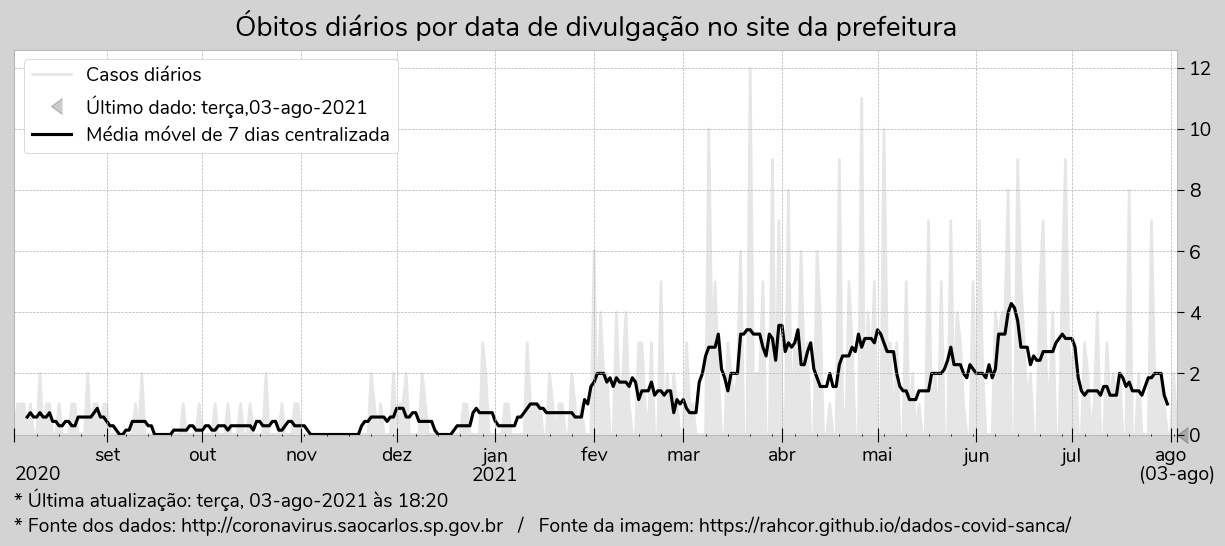 Óbitos diários por data de divulgação no site da prefeitura
Casos diários
Último dado: terça,03-ago-2021
Média móvel de 7 dias centralizada
12
10
8
6
4
2
0
set out nov dez jan fev mar abr mai jun jul ago
2020 2021 (03-ago)
* Última atualização: terça, 03-ago-2021 às 18:20
* Fonte dos dados: http://coronavirus.saocarlos.sp.gov.br / Fonte da imagem: https://rahcor.github.io/dados-covid-sanca/